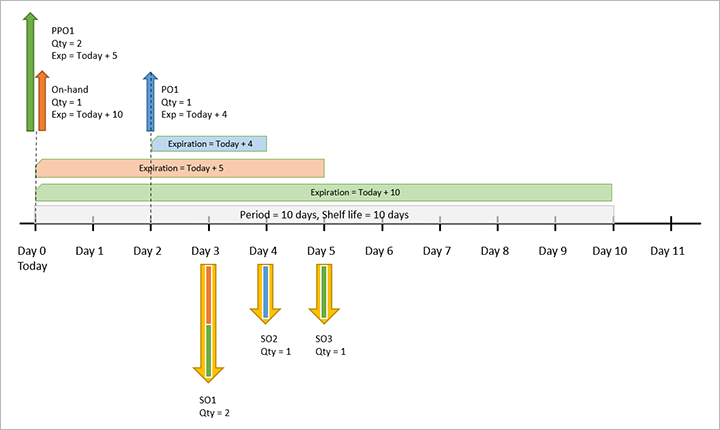 PPO1
Qty = 2
Exp = Today + 5
On-hand
Qty = 1
Exp = Today + 10
PO1
Qty = 1
Exp = Today + 4
Expiration = Today + 4
Expiration = Today + 5
Expiration = Today + 10
Period = 10 days, Shelf life = 10 days
Day 0 Day 1 Day 2 Day 3 Day 4 Day 5 Day 6 Day 7 Day 8 Day 9 Day 10 Day 11
Today
SO2
Qty = 1
SO3
Qty = 1
SO1
Qty = 2